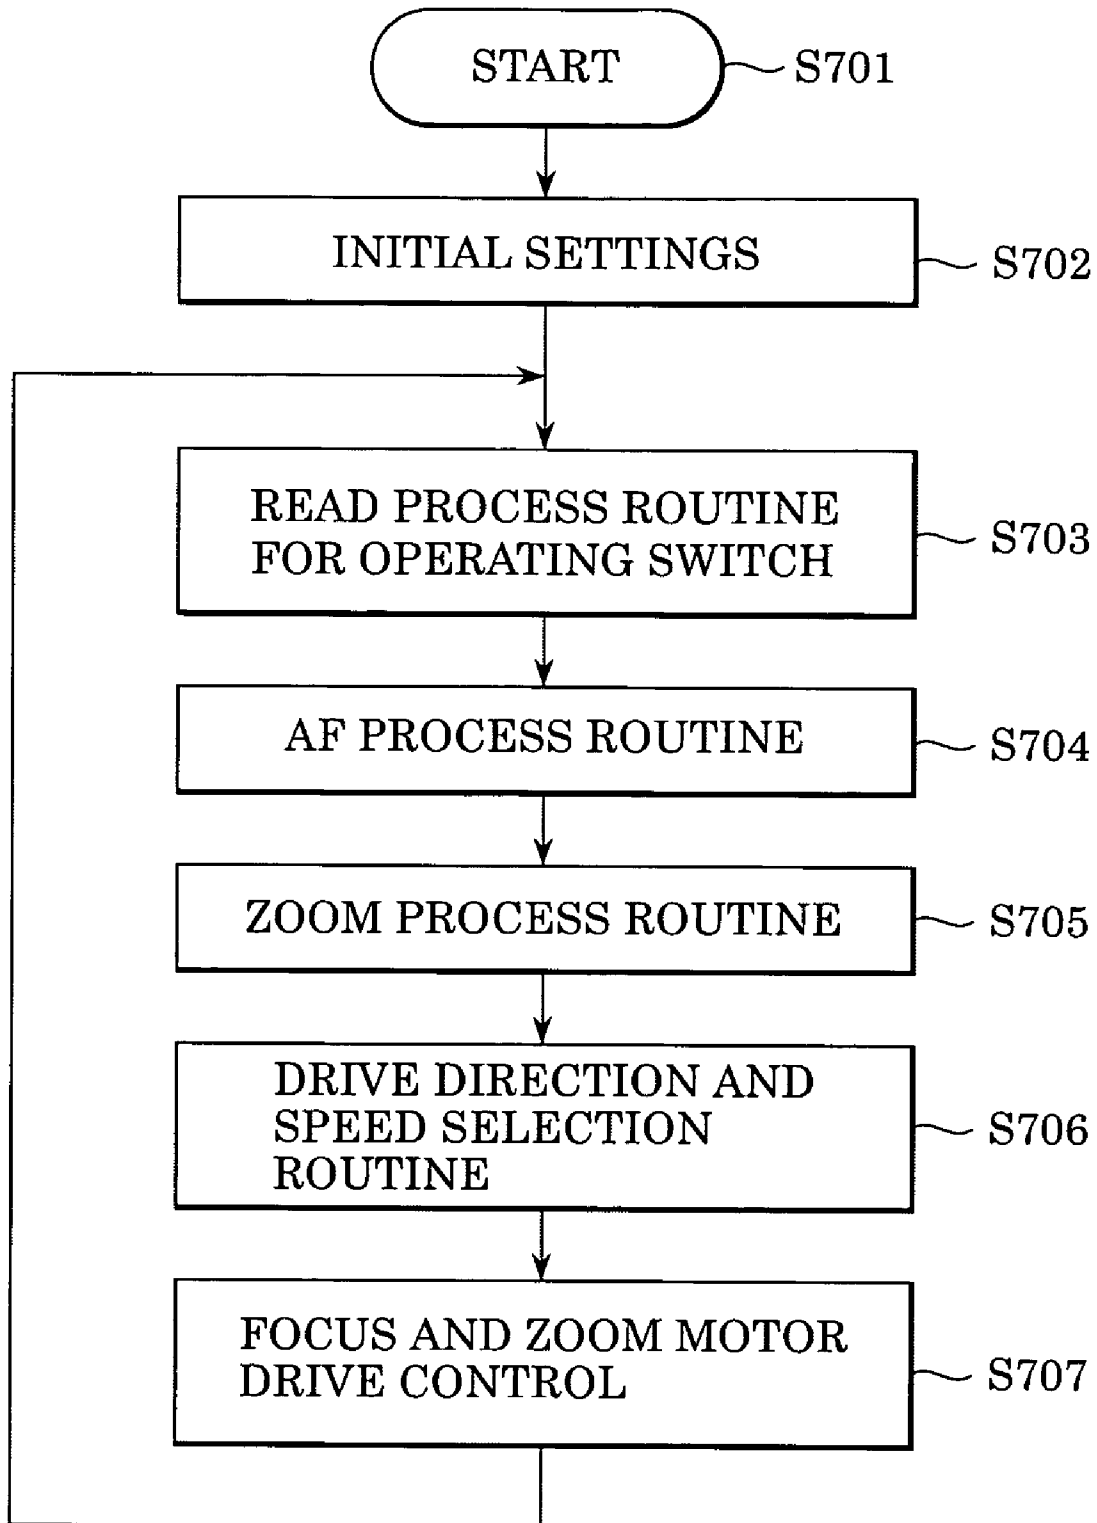 START
S701
INITIAL SETTINGS
S702
READ PROCESS ROUTINE
FOR OPERATING SWITCH
S703
AF PROCESS ROUTINE
S704
ZOOM PROCESS ROUTINE
S705
DRIVE DIRECTION AND
SPEED SELECTION
ROUTINE
S706
FOCUS AND ZOOM MOTOR
DRIVE CONTROL
S707